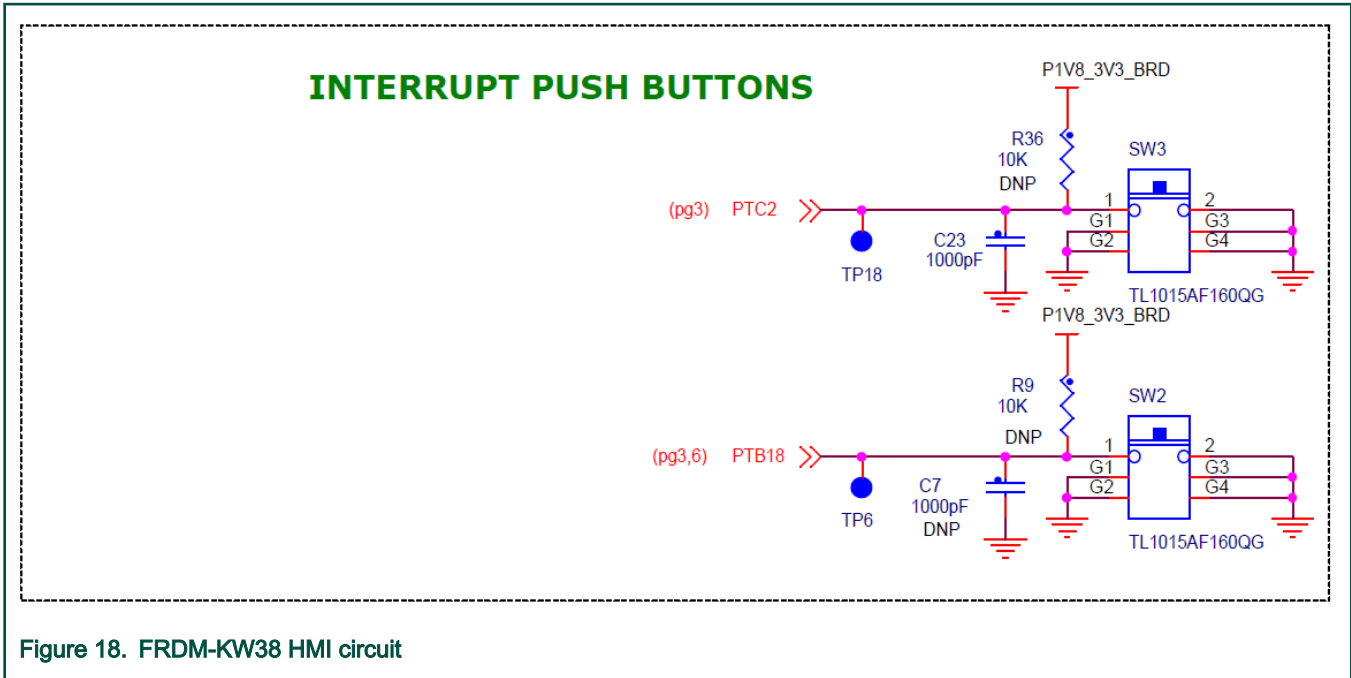 INTERRUPT PUSH BUTTONS
P1V8_3V3_BRD
R36
10K
DNP
SW3
(pg3) PTC2
1
2
G1
G3
G2
G4
C23
1000pF
TP18
TL1015AF160QG
P1V8_3V3_BRD
R9
10K
DNP
SW2
(pg3,6) PTB18
1
2
G1
G3
G2
G4
C7
1000pF
DNP
TP6
TL1015AF160QG
Figure 18. FRDM-KW38 HMI circuit